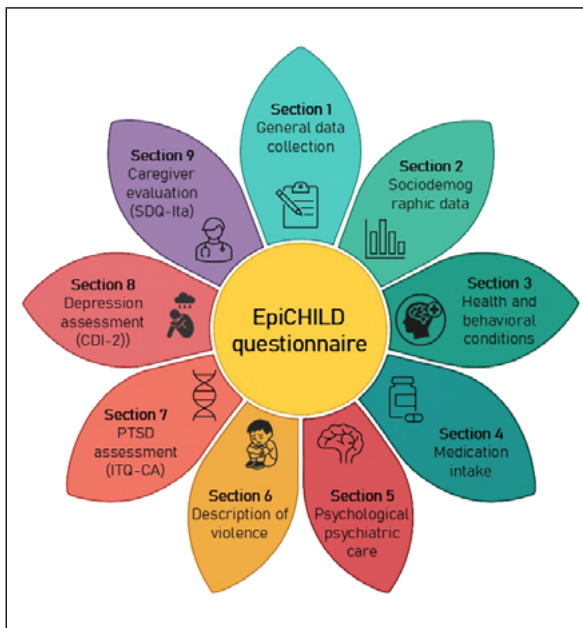 Section 1
General data
collection
Section 2
Sociodemog
raphic data
Section 3
Health and
behavioral
conditions
Section 4
Medication
intake
Section 5
Psychological
psychiatric
care
Section 6
Description of
violence
Section 7
PTSD
assessment
(ITQ-CA)
Section 8
Depression
assessment
(CDI-2))
Section 9
Caregiver
evaluation
(SDQ-Ita)
EpiCHILD
questionnaire